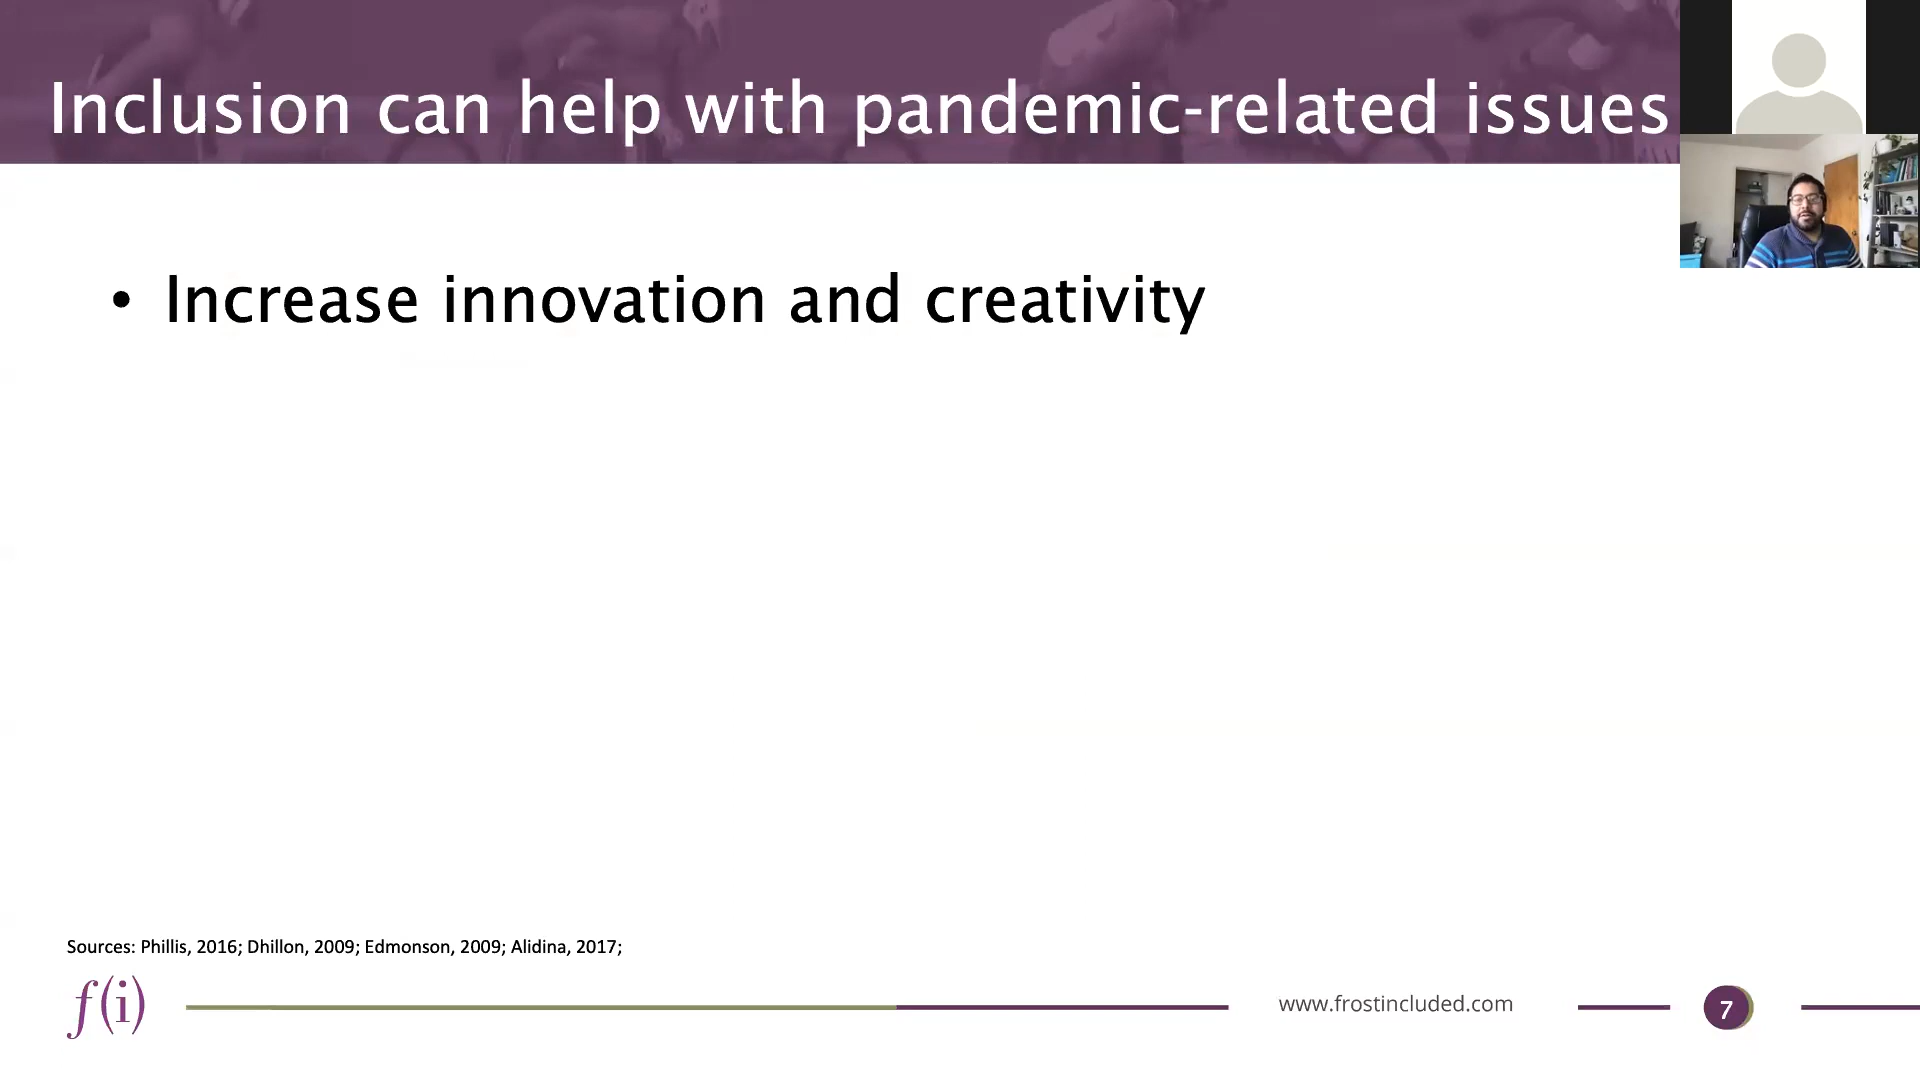 Inclusion can help with pandemic-related issues
• Increase innovation and creativity
Sources: Phillis, 2016; Dhillon, 2009; Edmonson, 2009; Alidina, 2017;
f(i)
www.frostincluded.com
7